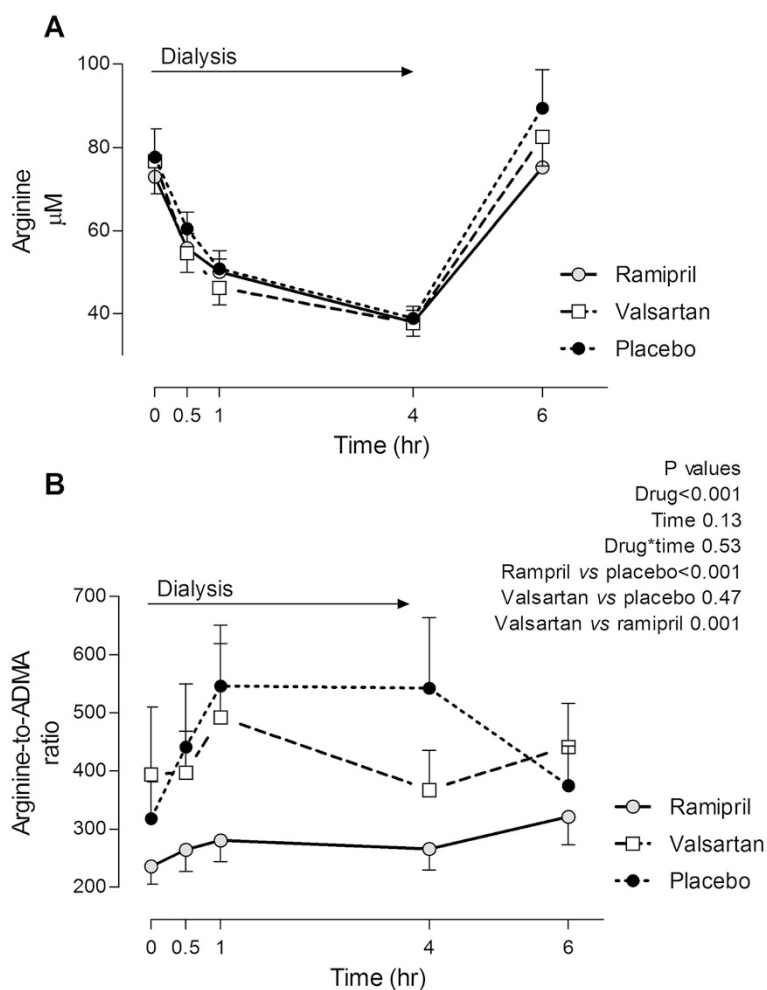 A
Dialysis
100
80
60
40
Arginine
µM
Ramipril
Valsartan
Placebo
0 0.5 1 4 6
Time (hr)
B
P values
Drug<0.001
Time 0.13
Drug*time 0.53
Rampril vs placebo<0.001
Valsartan vs placebo 0.47
Valsartan vs ramipril 0.001
Dialysis
700
600
500
400
300
200
Arginine-to-ADMA
ratio
Ramipril
Valsartan
Placebo
0 0.5 1 4 6
Time (hr)